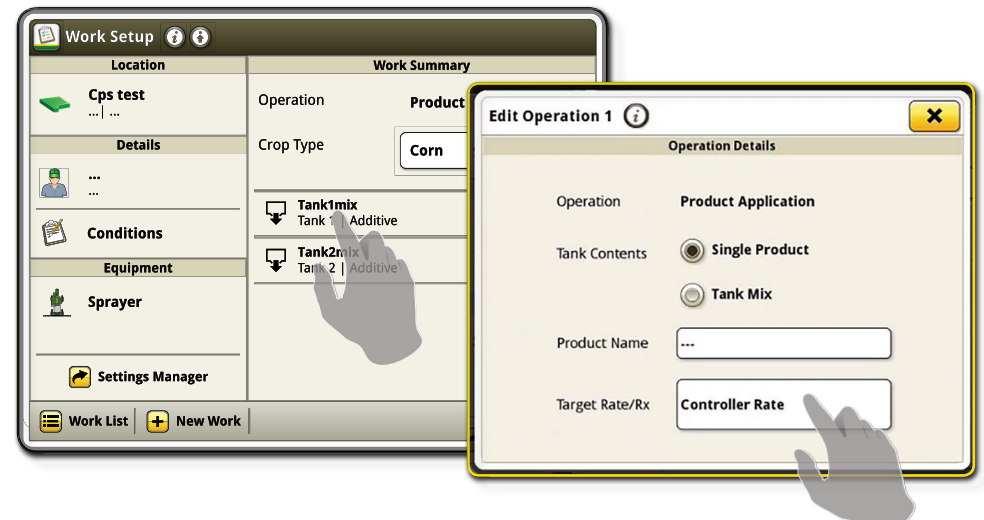 Work Setup
Location
Cps test
...| ...
Details
...
...
Conditions
Equipment
Sprayer
Settings Manager
Work List
New Work
Work Summary
Operation
Product
Crop Type
Corn
Tank1mix
Tank 1 | Additive
Tank2mix
Tank 2 | Additive
Edit Operation 1
Operation Details
Operation
Product Application
Tank Contents
Single Product
Tank Mix
Product Name
---
Target Rate/Rx
Controller Rate